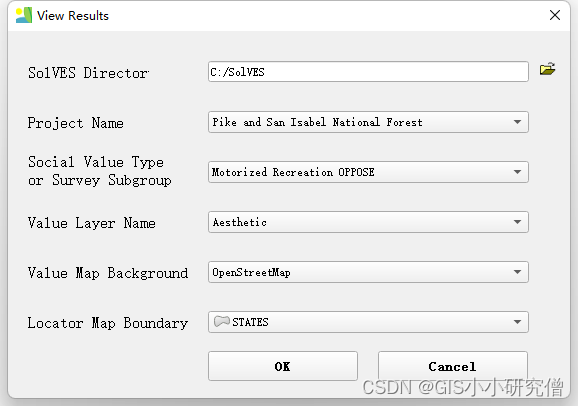 View Results
SolVES Director
C:/SolVES
Project Name
Pike and San Isabel National Forest
Social Value Type
or Survey Subgroup
Motorized Recreation OPPOSE
Value Layer Name
Aesthetic
Value Map Background
OpenStreetMap
Locator Map Boundary
STATES
OK
Cancel
CSDN @GIS小小研究僧